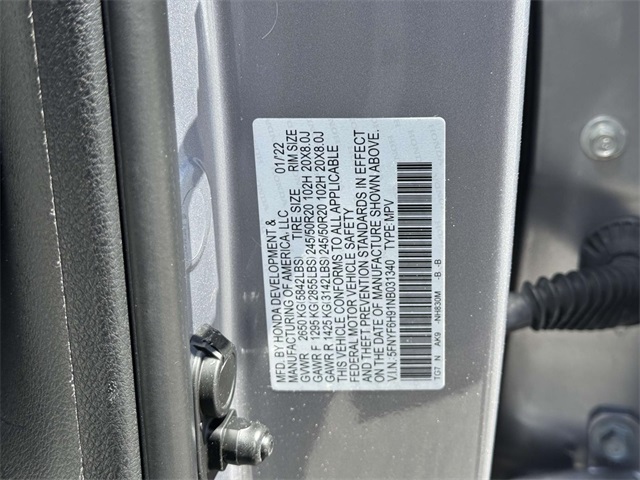 MFD. BY HONDA DEVELOPMENT &
MANUFACTURING OF AMERICA, LLC 01/22
TIRE SIZE RIM SIZE
GVWR 2650 KG(5842LBS)
GAWR F 1295 KG(2855LBS) 245/50R20 102H 20X8.0J
GAWR R 1425 KG(3142LBS) 245/50R20 102H 20X8.0J
THIS VEHICLE CONFORMS TO ALL APPLICABLE
FEDERAL MOTOR VEHICLE SAFETY
AND THEFT PREVENTION STANDARDS IN EFFECT
ON THE DATE OF MANUFACTURE SHOWN ABOVE.
V.I.N.: 5FNYF6H91NB031340 TYPE: MPV
TG7 N AK9 -NH830M -B -B